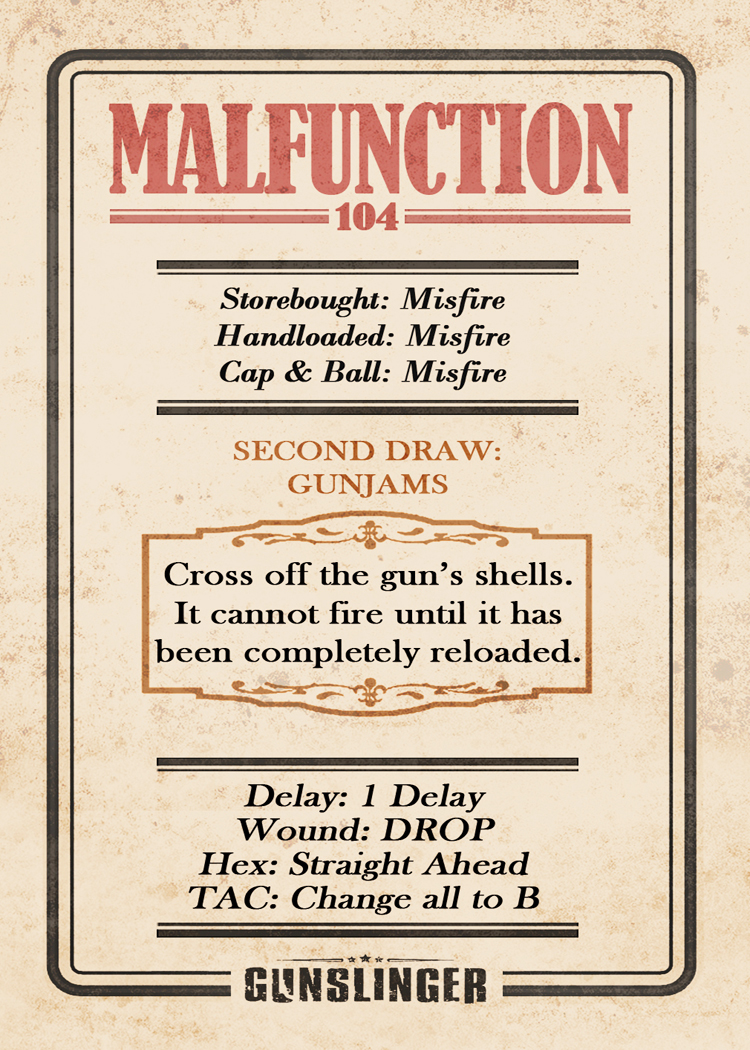 MALFUNCTION
104
Storebought: Misfire
Handloaded: Misfire
Cap & Ball: Misfire
SECOND DRAW:
GUNJAMS
Cross off the gun's shells.
It cannot fire until it has
been completely reloaded.
Delay: 1 Delay
Wound: DROP
Hex: Straight Ahead
TAC: Change all to B
GUNSLINGER